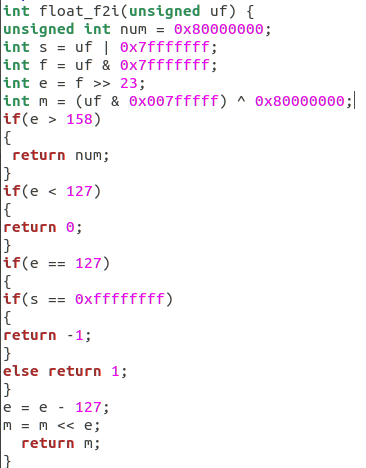 int float_f2i(unsigned uf) {
unsigned int num = 0x80000000;
int s = uf | 0x7fffffff;
int f = uf & 0x7fffffff;
int e = f >> 23;
int m = (uf & 0x007fffff) ^ 0x80000000;
if(e > 158)
{
return num;
}
if(e < 127)
{
return 0;
}
if(e == 127)
{
if(s == 0xffffffff)
{
return -1;
}
else return 1;
}
e = e - 127;
m = m << e;
return m;
}